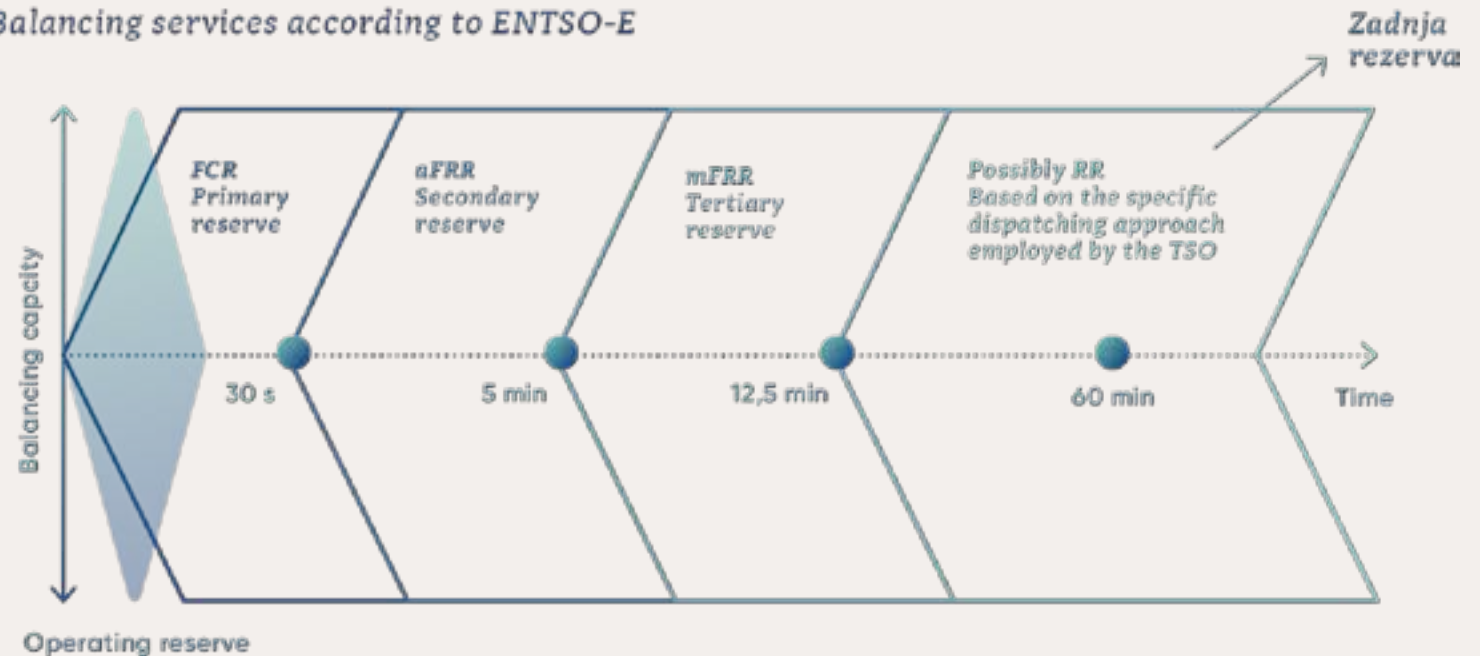 Balancing services according to ENTSO-E
Zadnja
rezerva
FCR
Primary
reserve
aFRR
Secondary
reserve
mFRR
Tertiary
reserve
Possibly RR
Based on the specific
dispatching approach
employed by the TSO
Balancing capcity
30 s
5 min
12,5 min
60 min
Time
Operating reserve